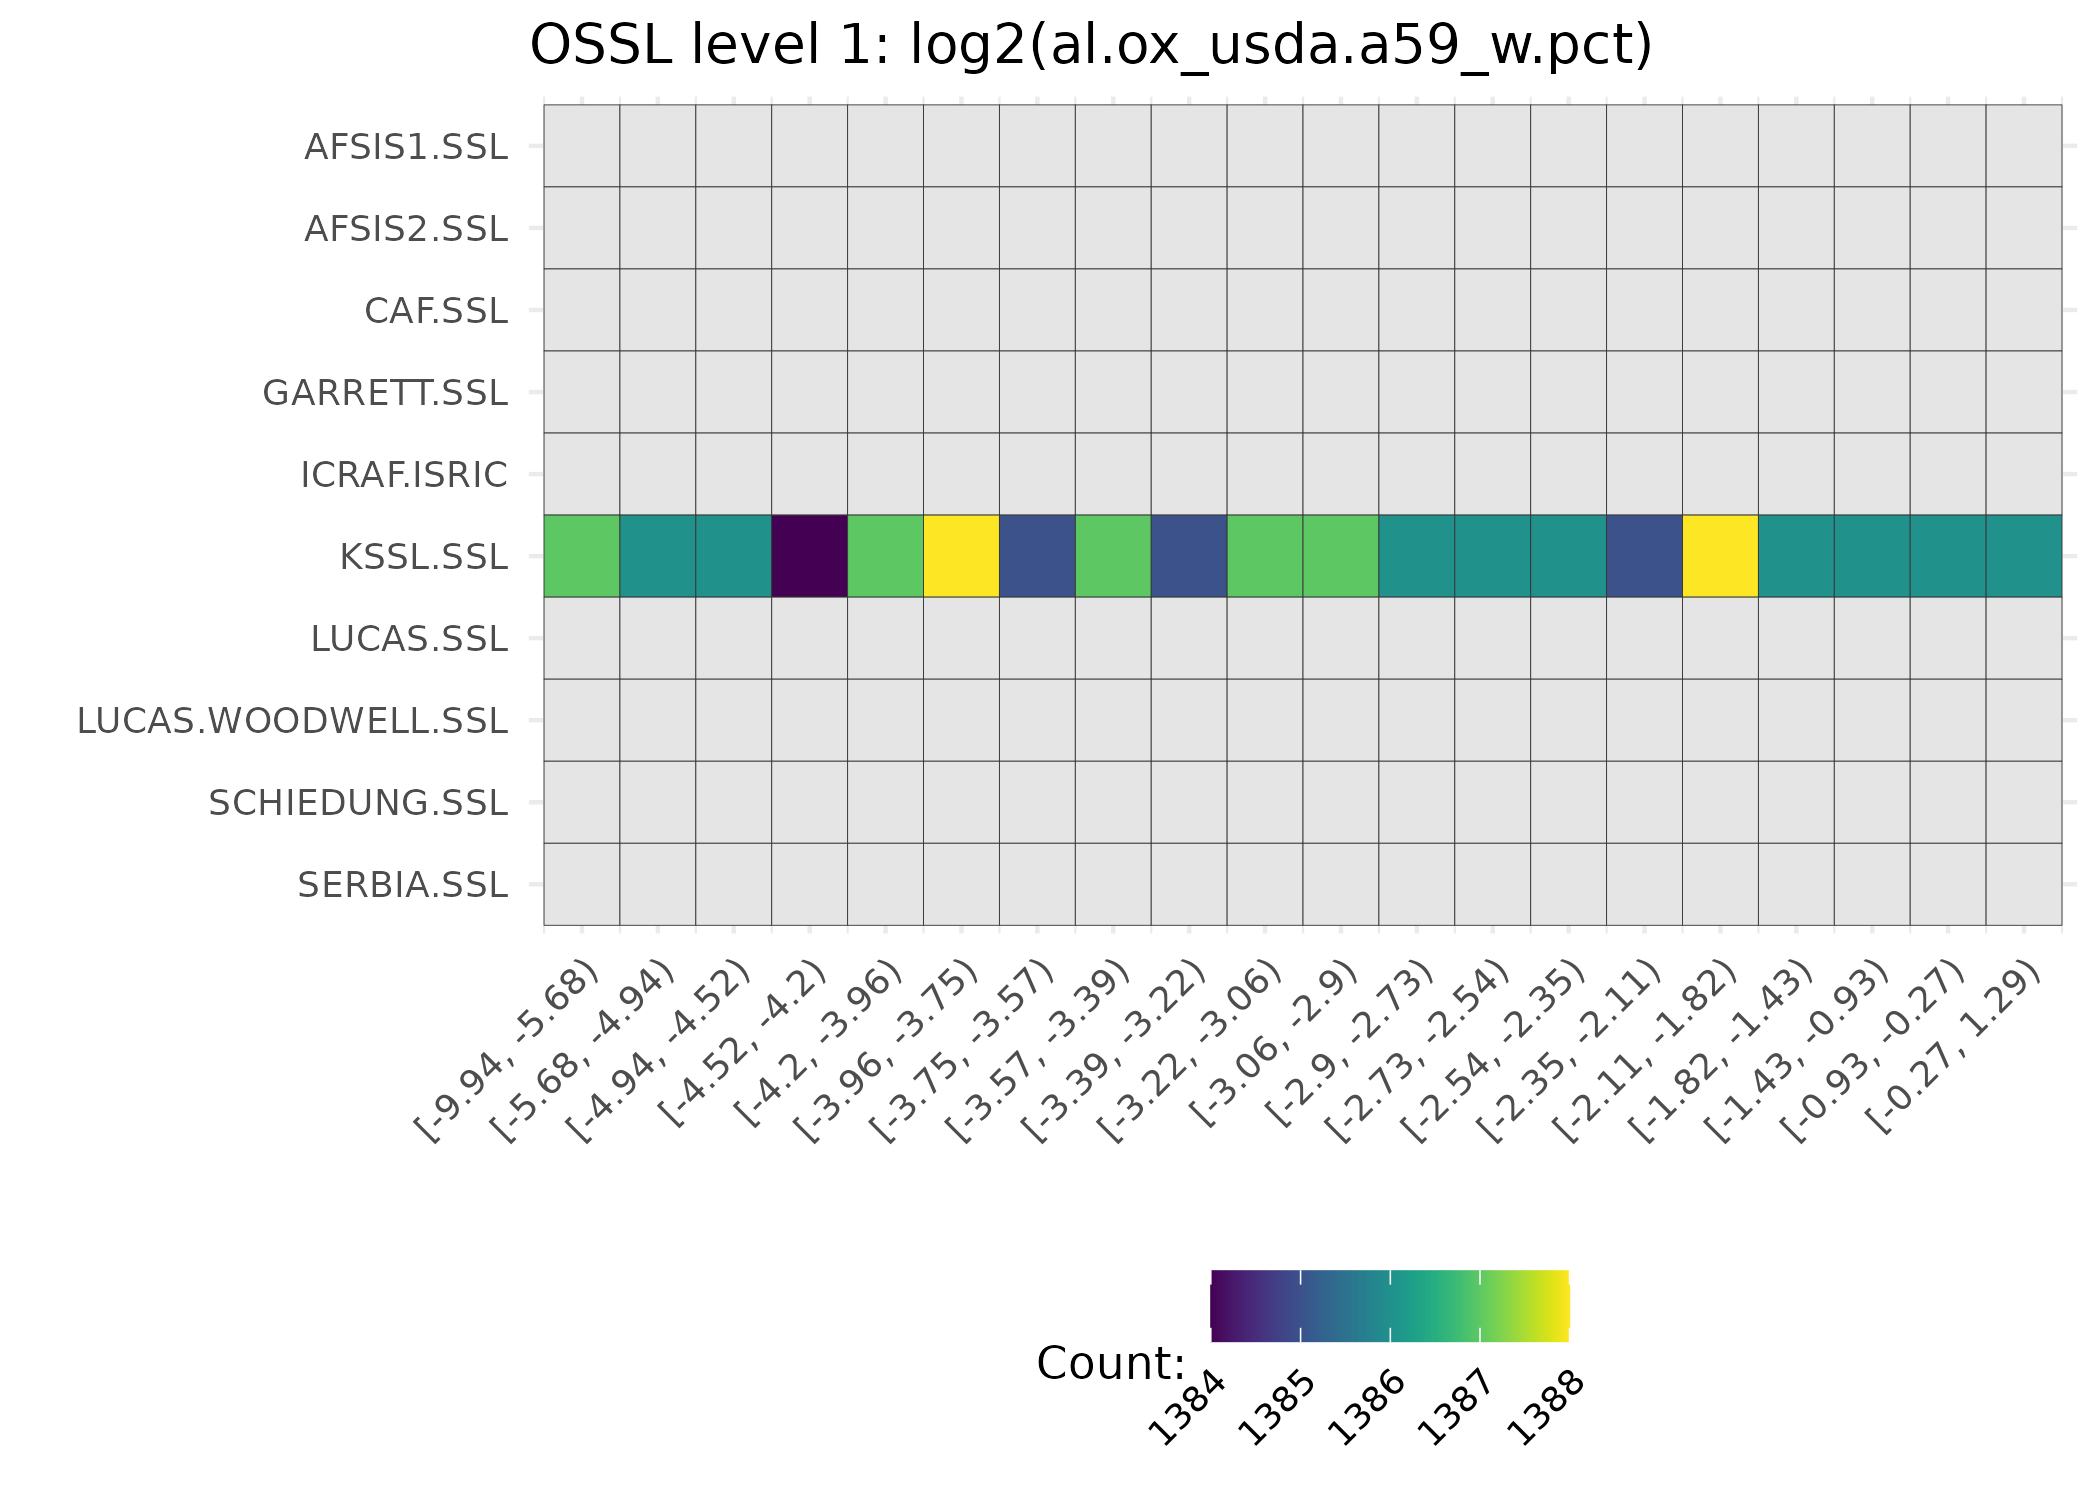 OSSL level 1: log2(al.ox_usda.a59_w.pct)
AFSIS1.SSL
AFSIS2.SSL
CAF.SSL
GARRETT.SSL
ICRAF.ISRIC
KSSL.SSL
LUCAS.SSL
LUCAS.WOODWELL.SSL
SCHIEDUNG.SSL
SERBIA.SSL
[-9.94, -5.68)
[-5.68, -4.94)
[-4.94, -4.52)
[-4.52, -4.2)
[-4.2, -3.96)
[-3.96, -3.75)
[-3.75, -3.57)
[-3.57, -3.39)
[-3.39, -3.22)
[-3.22, -3.06)
[-3.06, -2.9)
[-2.9, -2.73)
[-2.73, -2.54)
[-2.54, -2.35)
[-2.35, -2.11)
[-2.11, -1.82)
[-1.82, -1.43)
[-1.43, -0.93)
[-0.93, -0.27)
[-0.27, 1.29)
Count:
1384
1385
1386
1387
1388